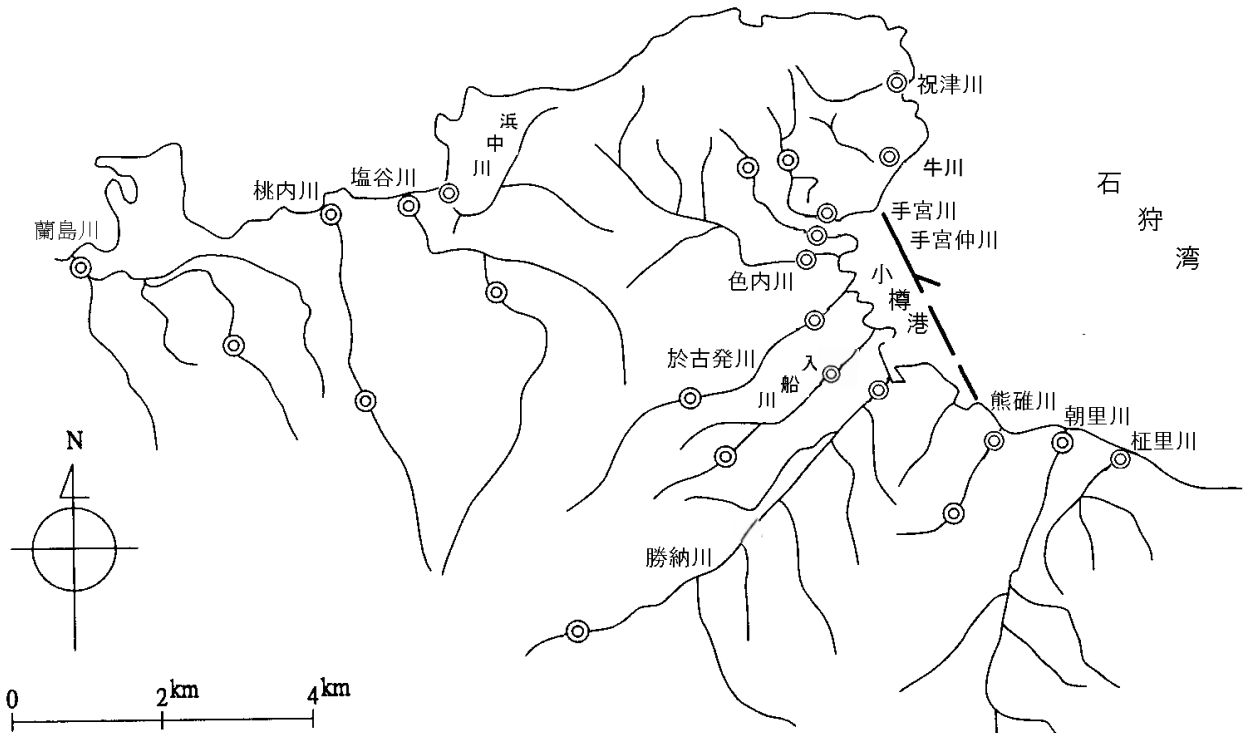 祝津川
浜中川
牛川
塩谷川
桃内川
石狩湾
手宮川
蘭島川
手宮仲川
色内川
小樽港
於古発川
入船川
熊碓川
朝里川
柾里川
N
勝納川
0 2km 4km